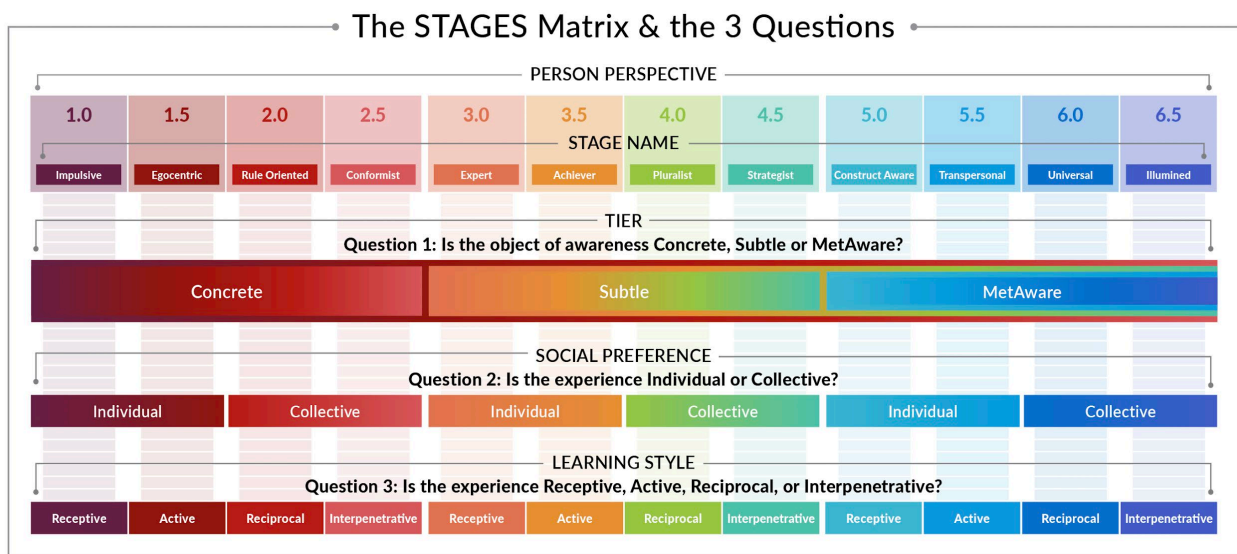 The STAGES Matrix & the 3 Questions
PERSON PERSPECTIVE
1.0 1.5 2.0 2.5 3.0 3.5 4.0 4.5 5.0 5.5 6.0 6.5
STAGE NAME
Impulsive Egocentric Rule Oriented Conformist Expert Achiever Pluralist Strategist Construct Aware Transpersonal Universal Illumined
TIER
Question 1: Is the object of awareness Concrete, Subtle or MetAware?
Concrete Subtle MetAware
SOCIAL PREFERENCE
Question 2: Is the experience Individual or Collective?
Individual Collective Individual Collective Individual Collective
LEARNING STYLE
Question 3: Is the experience Receptive, Active, Reciprocal, or Interpenetrative?
Receptive Active Reciprocal Interpenetrative Receptive Active Reciprocal Interpenetrative Receptive Active Reciprocal Interpenetrative